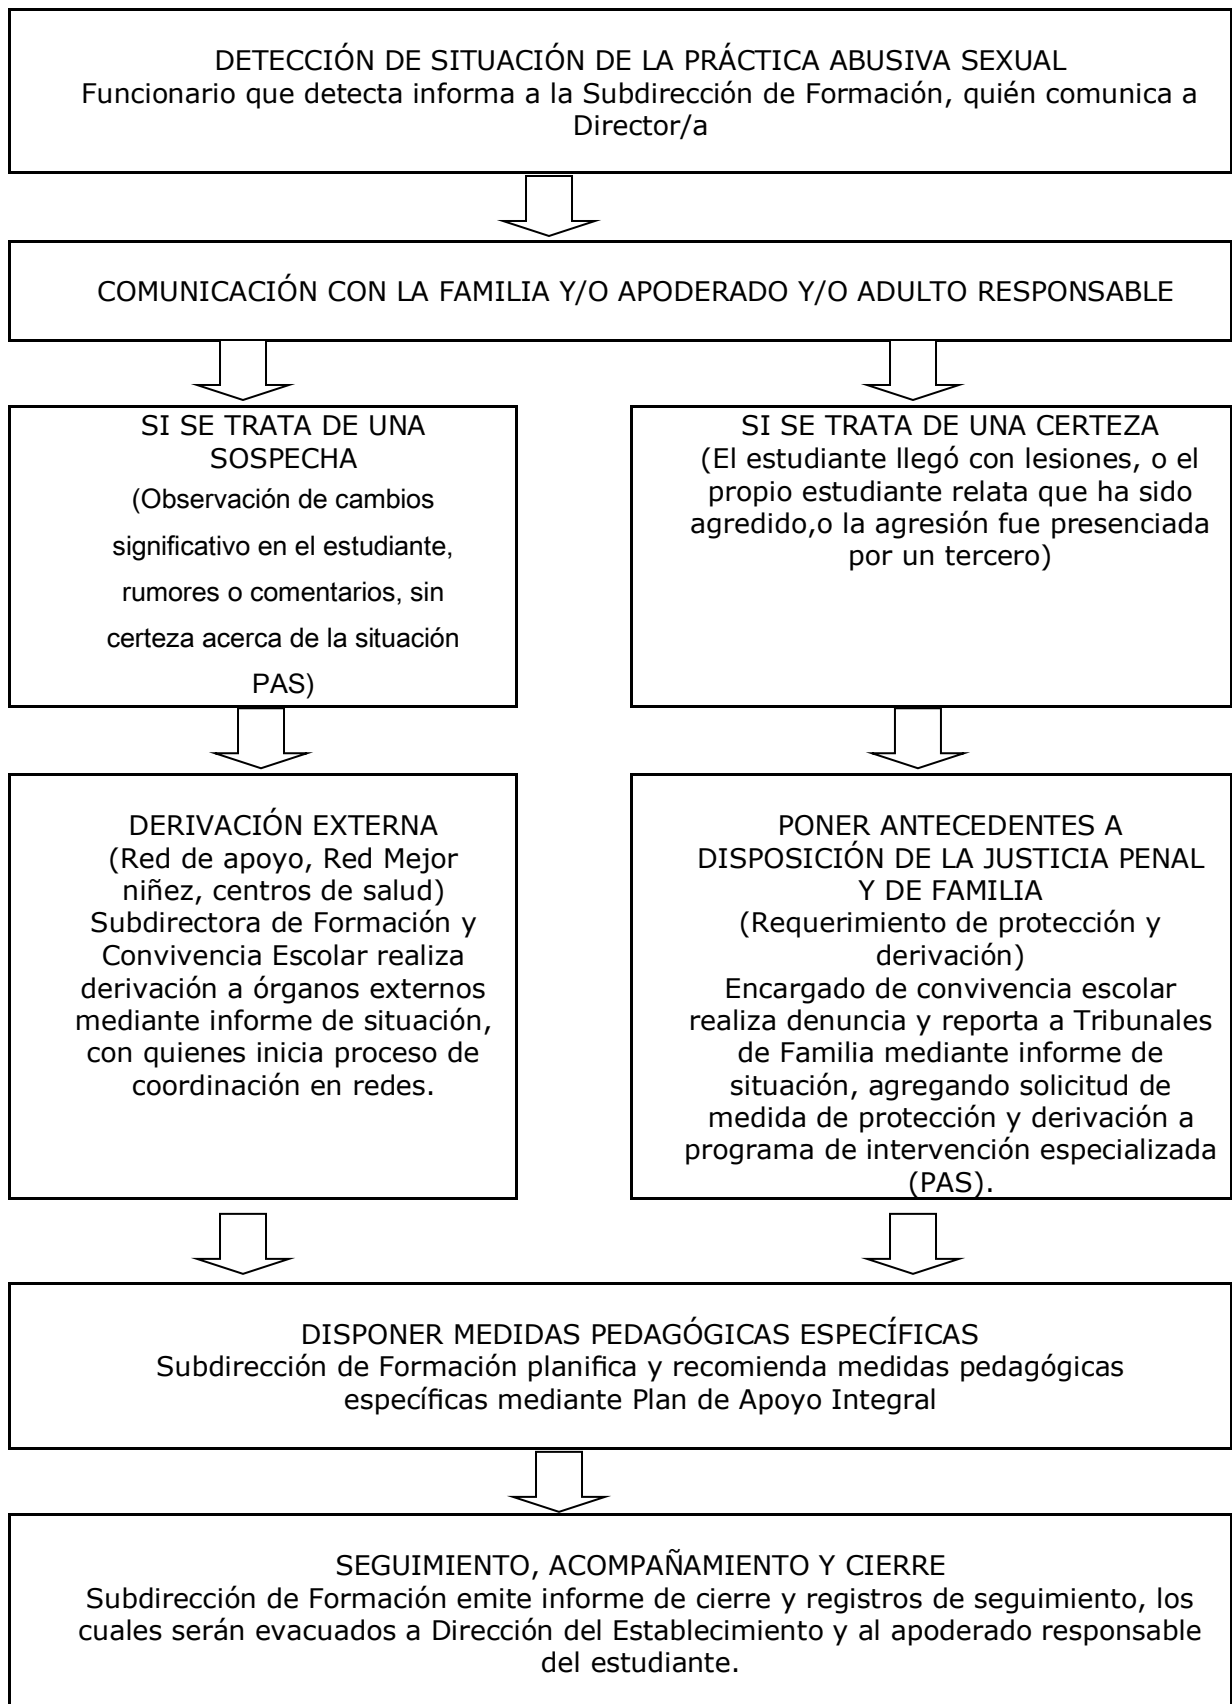 DETECCIÓN DE SITUACIÓN DE LA PRÁCTICA ABUSIVA SEXUAL
Funcionario que detecta informa a la Subdirección de Formación, quién comunica a
Director/a
COMUNICACIÓN CON LA FAMILIA Y/O APODERADO Y/O ADULTO RESPONSABLE
SI SE TRATA DE UNA
SOSPECHA
(Observación de cambios
significativo en el estudiante,
rumores o comentarios, sin
certeza acerca de la situación
PAS)
SI SE TRATA DE UNA CERTEZA
(El estudiante llegó con lesiones, o el
propio estudiante relata que ha sido
agredido,o la agresión fue presenciada
por un tercero)
DERIVACIÓN EXTERNA
(Red de apoyo, Red Mejor
niñez, centros de salud)
Subdirectora de Formación y
Convivencia Escolar realiza
derivación a órganos externos
mediante informe de situación,
con quienes inicia proceso de
coordinación en redes.
PONER ANTECEDENTES A
DISPOSICIÓN DE LA JUSTICIA PENAL
Y DE FAMILIA
(Requerimiento de protección y
derivación)
Encargado de convivencia escolar
realiza denuncia y reporta a Tribunales
de Familia mediante informe de
situación, agregando solicitud de
medida de protección y derivación a
programa de intervención especializada
(PAS).
DISPONER MEDIDAS PEDAGÓGICAS ESPECÍFICAS
Subdirección de Formación planifica y recomienda medidas pedagógicas
específicas mediante Plan de Apoyo Integral
SEGUIMIENTO, ACOMPAÑAMIENTO Y CIERRE
Subdirección de Formación emite informe de cierre y registros de seguimiento, los
cuales serán evacuados a Dirección del Establecimiento y al apoderado responsable
del estudiante.